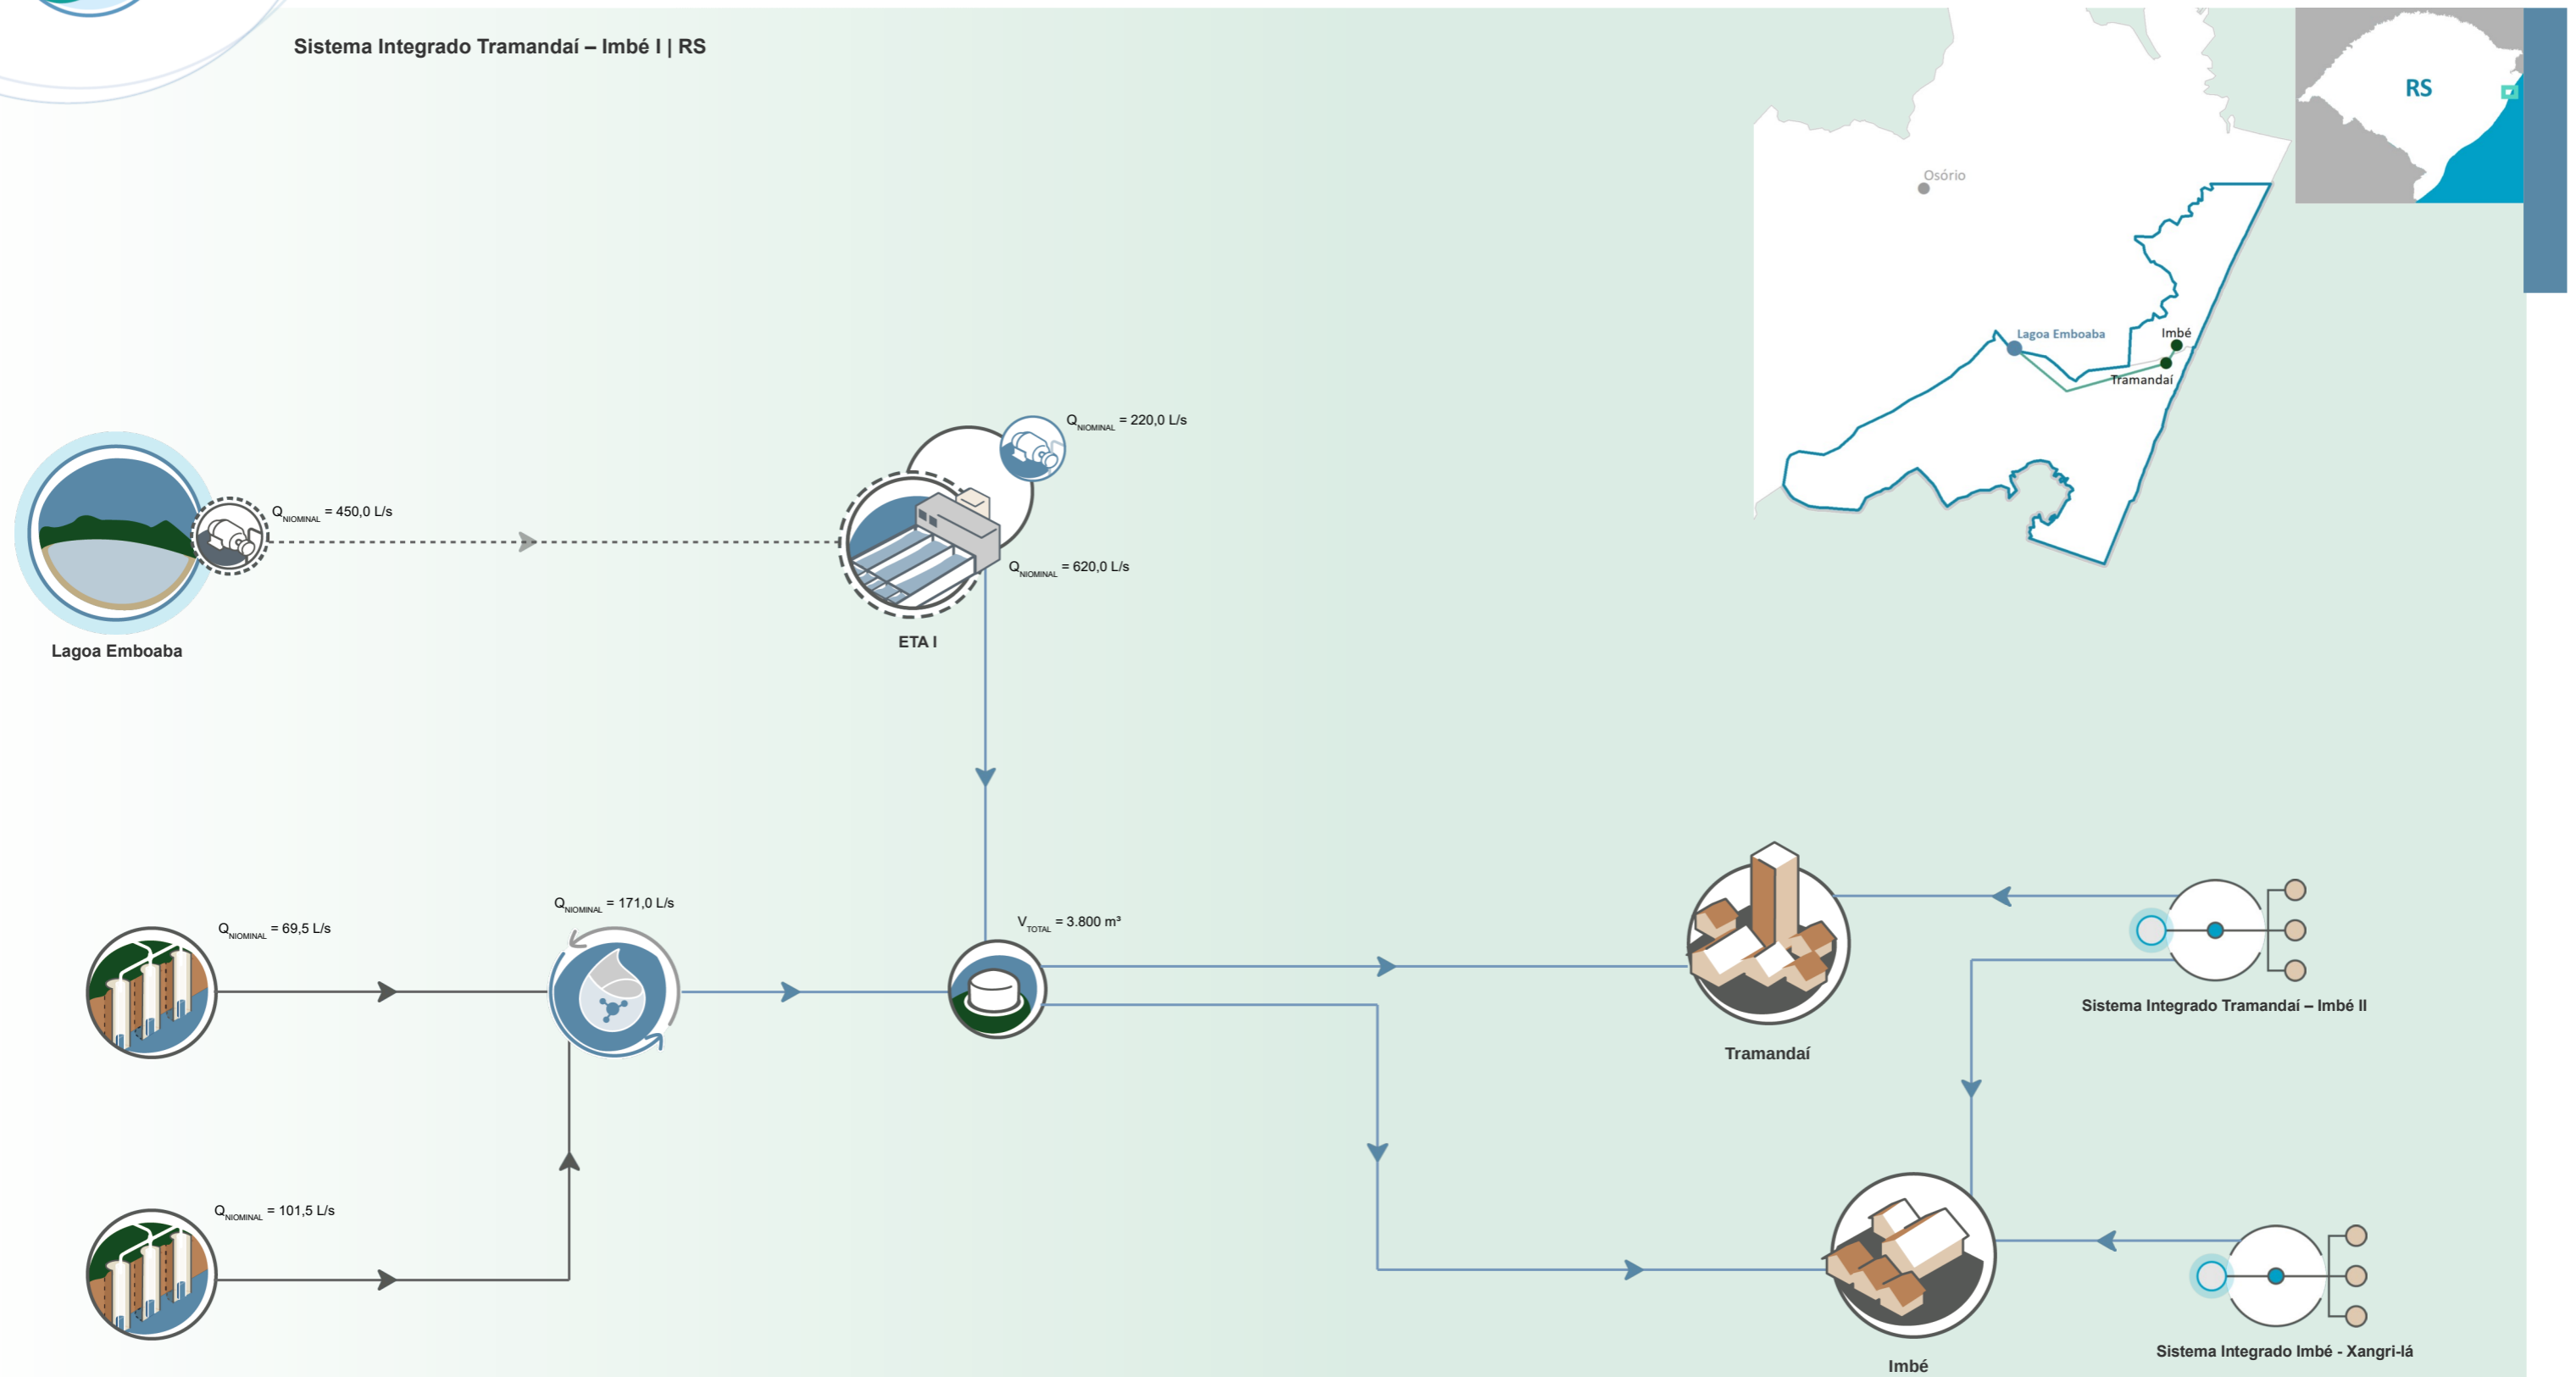 Sistema Integrado Tramandaí – Imbé I | RS
RS
Osório
Lagoa Emboaba
Imbé
Tramandaí
QNIOMINAL = 220,0 L/s
QNIOMINAL = 450,0 L/s
QNIOMINAL = 620,0 L/s
ETA I
Lagoa Emboaba
QNIOMINAL = 171,0 L/s
VTOTAL = 3.800 m³
QNIOMINAL = 69,5 L/s
Sistema Integrado Tramandaí – Imbé II
Tramandaí
QNIOMINAL = 101,5 L/s
Sistema Integrado Imbé - Xangri-lá
Imbé